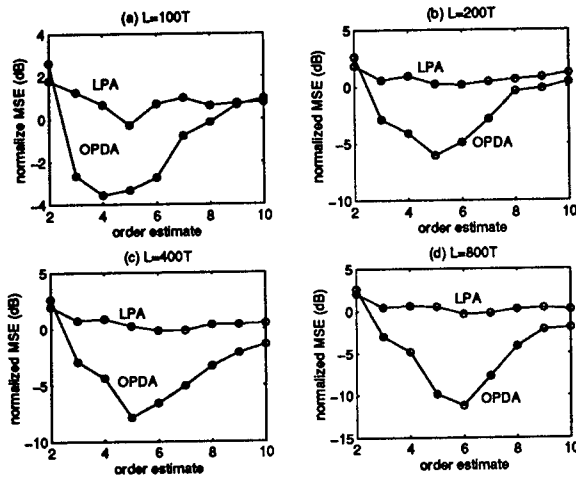 (a) L=100T
normalize MSE (dB)
4
2
0
−2
−4
LPA
OPDA
2 4 6 8 10
order estimate
(b) L=200T
normalized MSE (dB)
5
0
−5
−10
LPA
OPDA
2 4 6 8 10
order estimate
(c) L=400T
normalized MSE (dB)
5
0
−5
−10
LPA
OPDA
2 4 6 8 10
order estimate
(d) L=800T
normalized MSE (dB)
5
0
−5
−10
−15
LPA
OPDA
2 4 6 8 10
order estimate